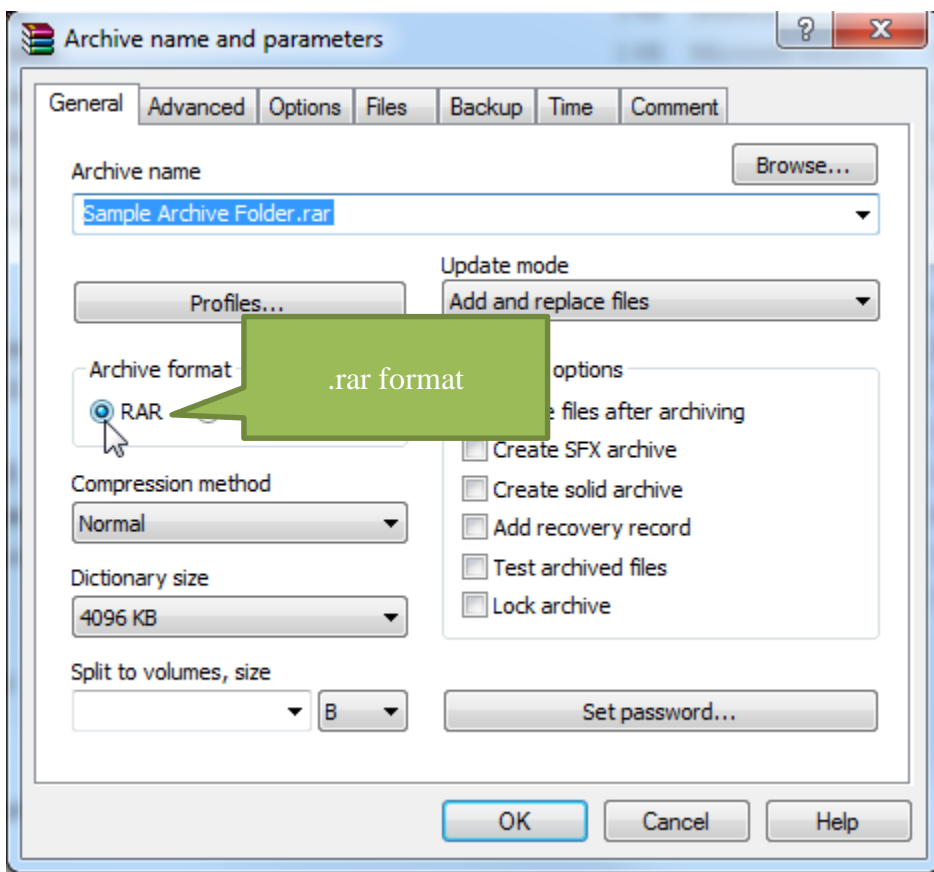 Archive name and parameters
?
General Advanced Options Files Backup Time Comment
Archive name
Browse...
Sample Archive Folder.rar
Update mode
Profiles...
Add and replace files
Archive format
options
.rar format
RAR
files after archiving
Create SFX archive
Compression method
Create solid archive
Normal
Add recovery record
Test archived files
Dictionary size
4096 KB
Lock archive
Split to volumes, size
B
Set password...
OK Cancel Help